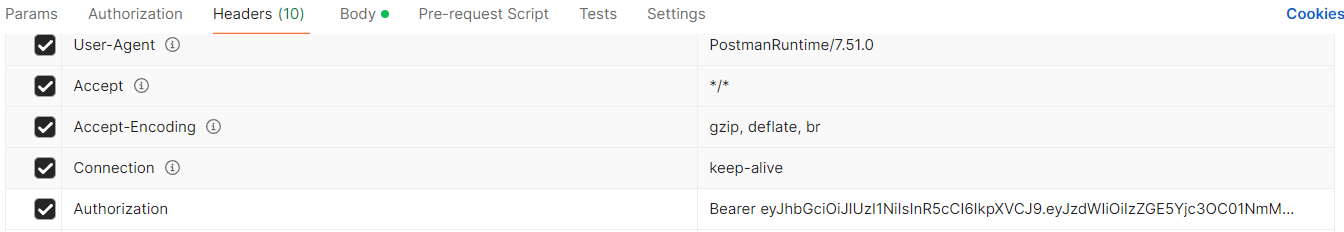 Params Authorization Headers (10) Body Pre-request Script Tests Settings Cookies
User-Agent PostmanRuntime/7.51.0
Accept */*
Accept-Encoding gzip, deflate, br
Connection keep-alive
Authorization Bearer eyJhbGciOiJIUzI1NiIsInR5cCI6IkpXVCJ9.eyJzdWIiOiIzZGE5Yjc3OC01NmM...